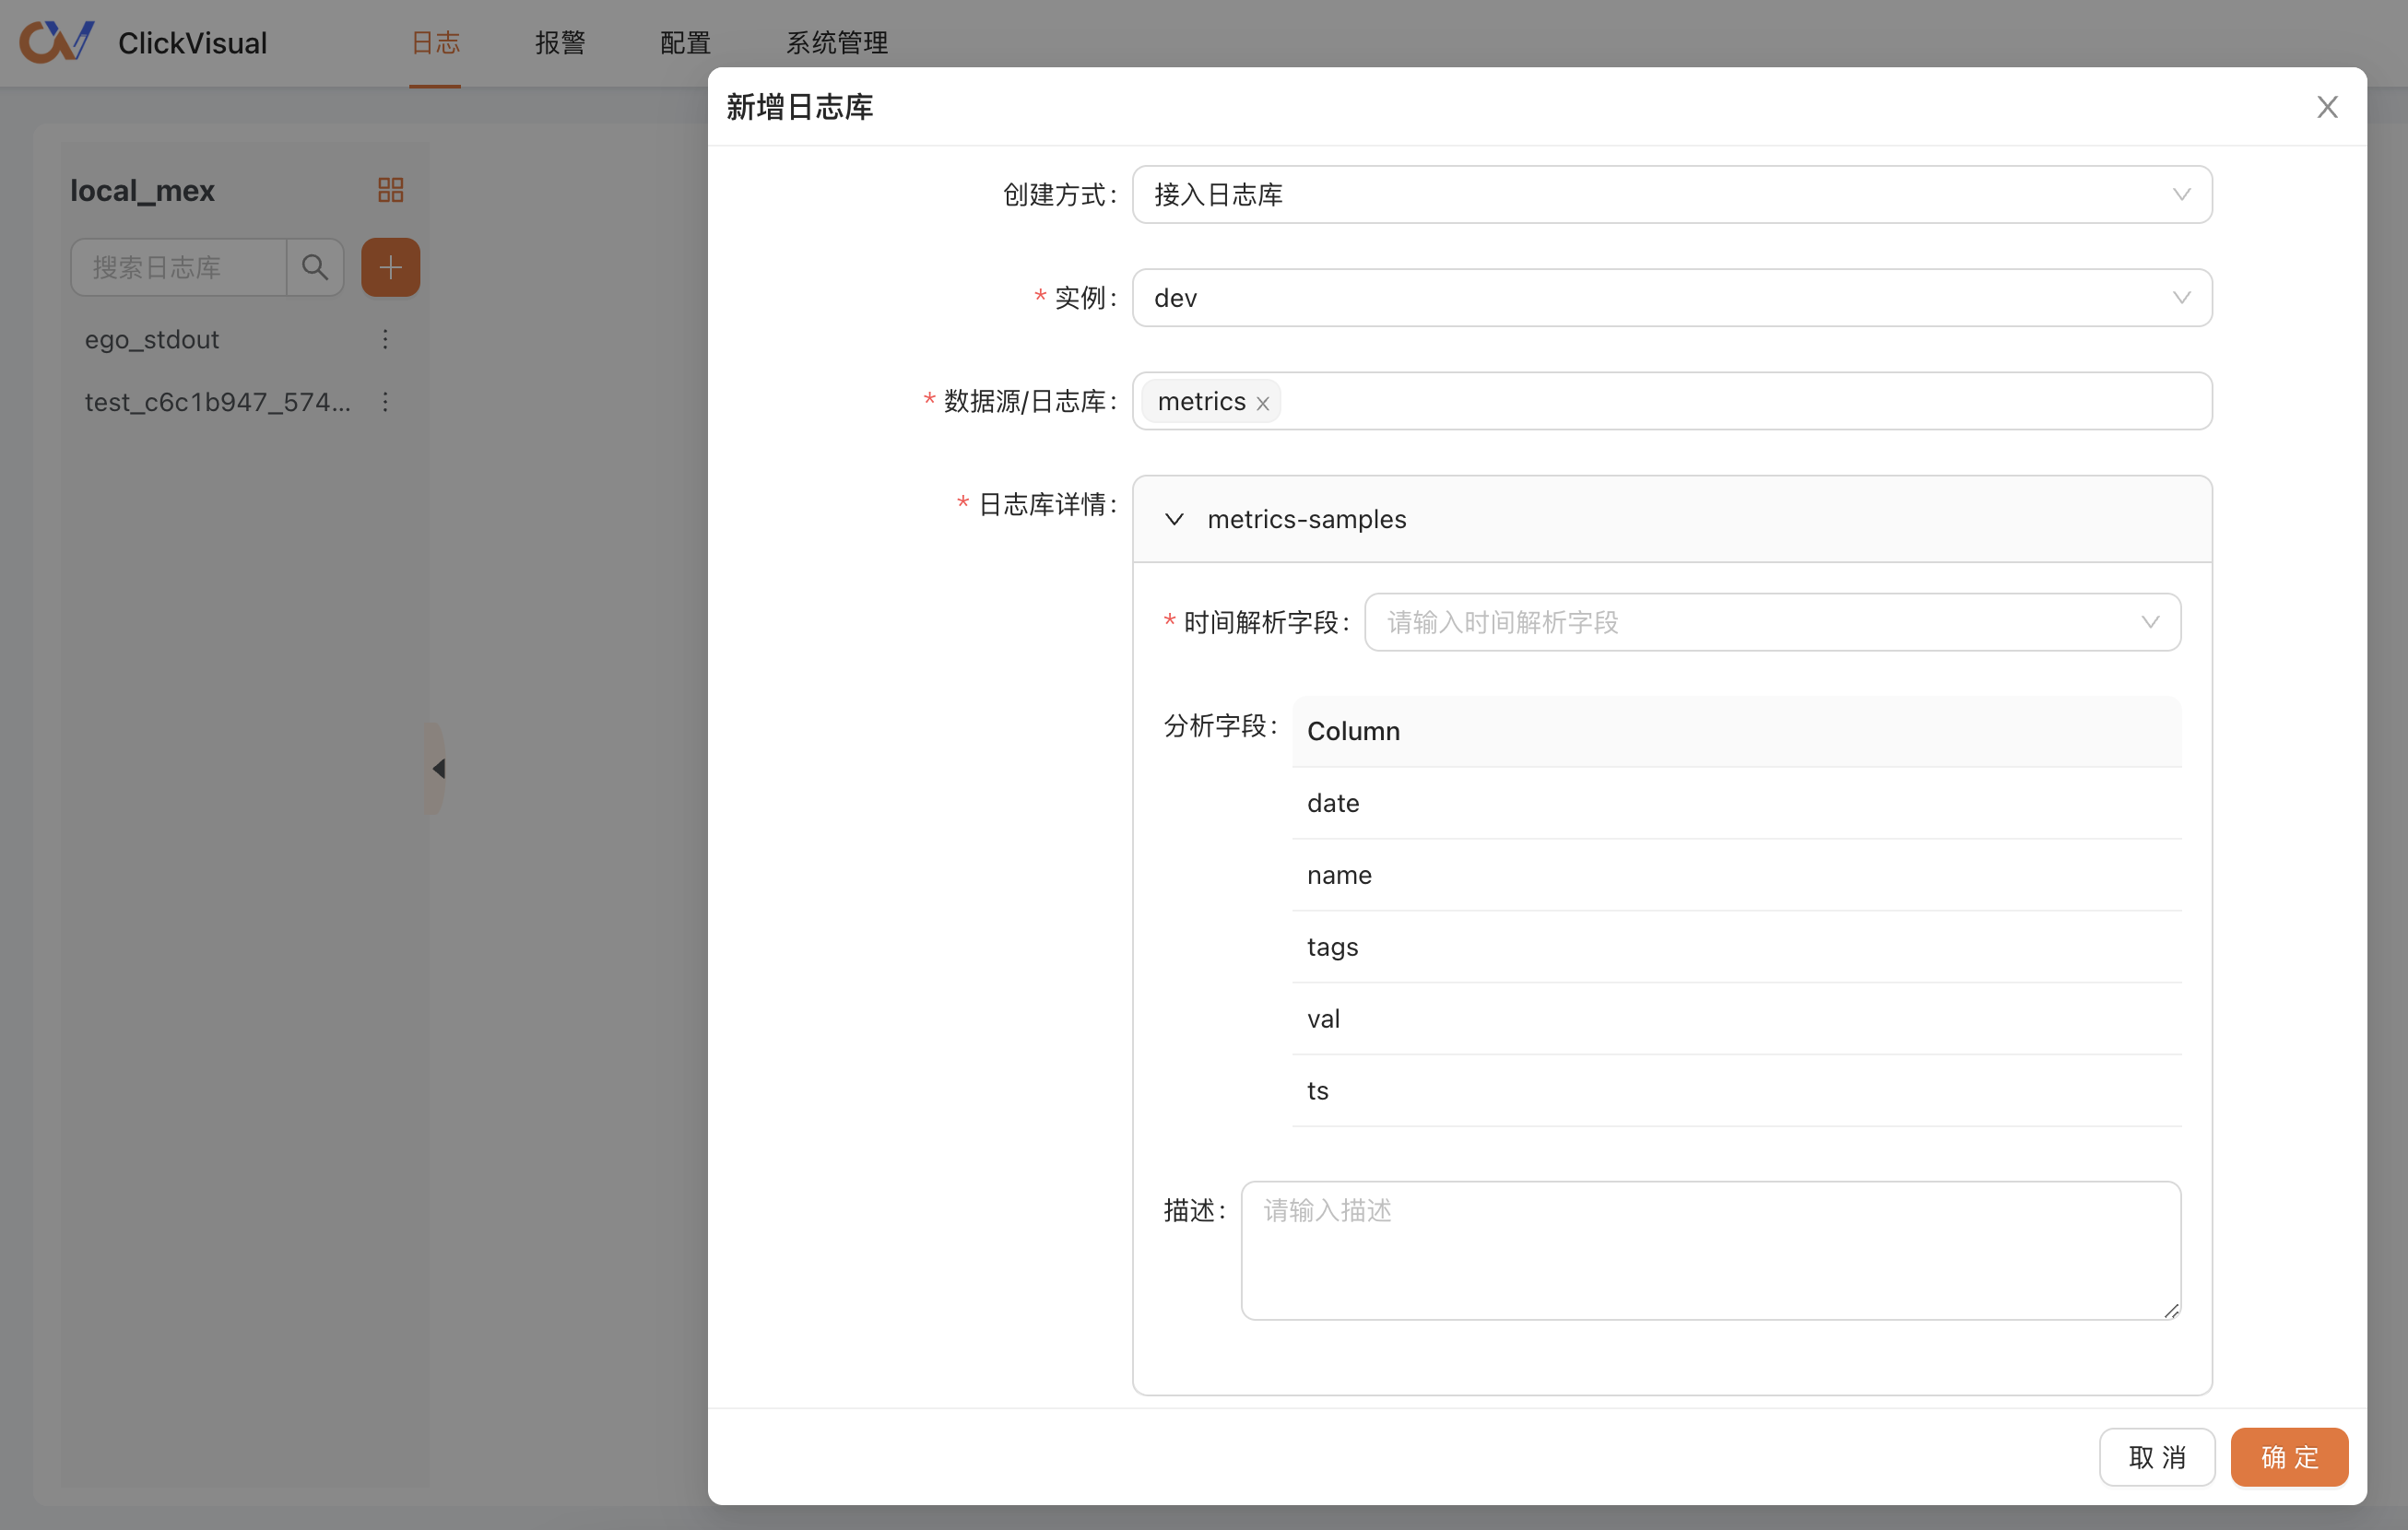 ClickVisual 日志 报警 配置 系统管理
local_mex
搜索日志库
ego_stdout
test_c6c1b947_574...
新增日志库
创建方式: 接入日志库
* 实例: dev
* 数据源/日志库: metrics
* 日志库详情: metrics-samples
* 时间解析字段: 请输入时间解析字段
分析字段: Column
date
name
tags
val
ts
描述: 请输入描述
取 消 确 定